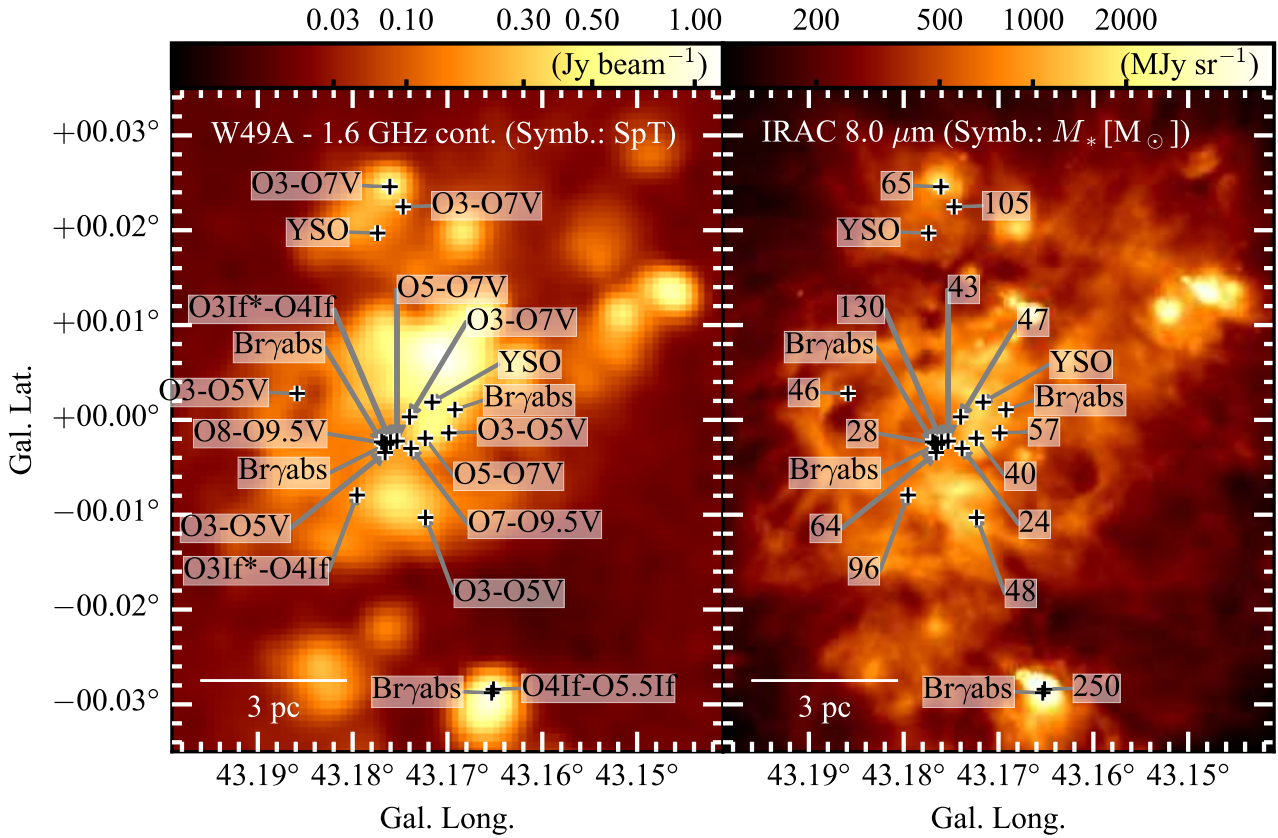 0.03 0.10 0.30 0.50 1.00
200 500 1000 2000
(Jy beam−1)
(MJy sr−1)
W49A - 1.6 GHz cont. (Symb.: SpT)
IRAC 8.0 μm (Symb.: M*[M⊙])
Gal. Lat.
+00.03°
+00.02°
+00.01°
+00.00°
−00.01°
−00.02°
−00.03°
O3-O7V
O3-O7V
YSO
O5-O7V
O3If*-O4If
O3-O7V
Brγabs
YSO
O3-O5V
Brγabs
O8-O9.5V
O3-O5V
Brγabs
O5-O7V
O3-O5V
O7-O9.5V
O3If*-O4If
O3-O5V
Brγabs
O4If-O5.5If
3 pc
65
105
YSO
43
130
47
Brγabs
YSO
46
Brγabs
28
57
Brγabs
40
64
24
96
48
Brγabs
250
3 pc
43.19° 43.18° 43.17° 43.16° 43.15°
43.19° 43.18° 43.17° 43.16° 43.15°
Gal. Long.
Gal. Long.